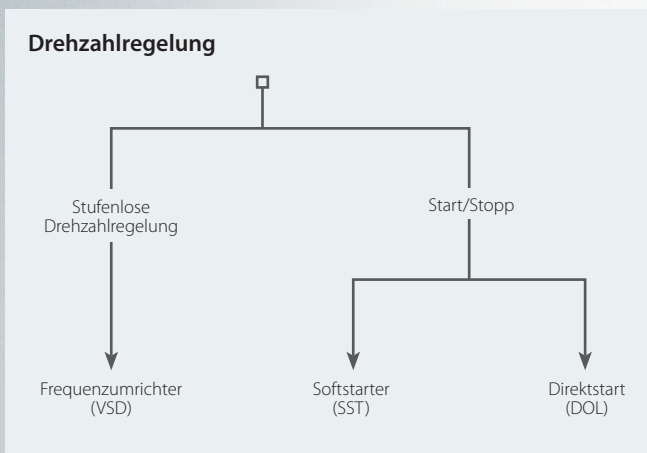 Drehzahlregelung
Stufenlose
Drehzahlregelung
Start/Stopp
Frequenzumrichter
(VSD)
Softstarter
(SST)
Direktstart
(DOL)